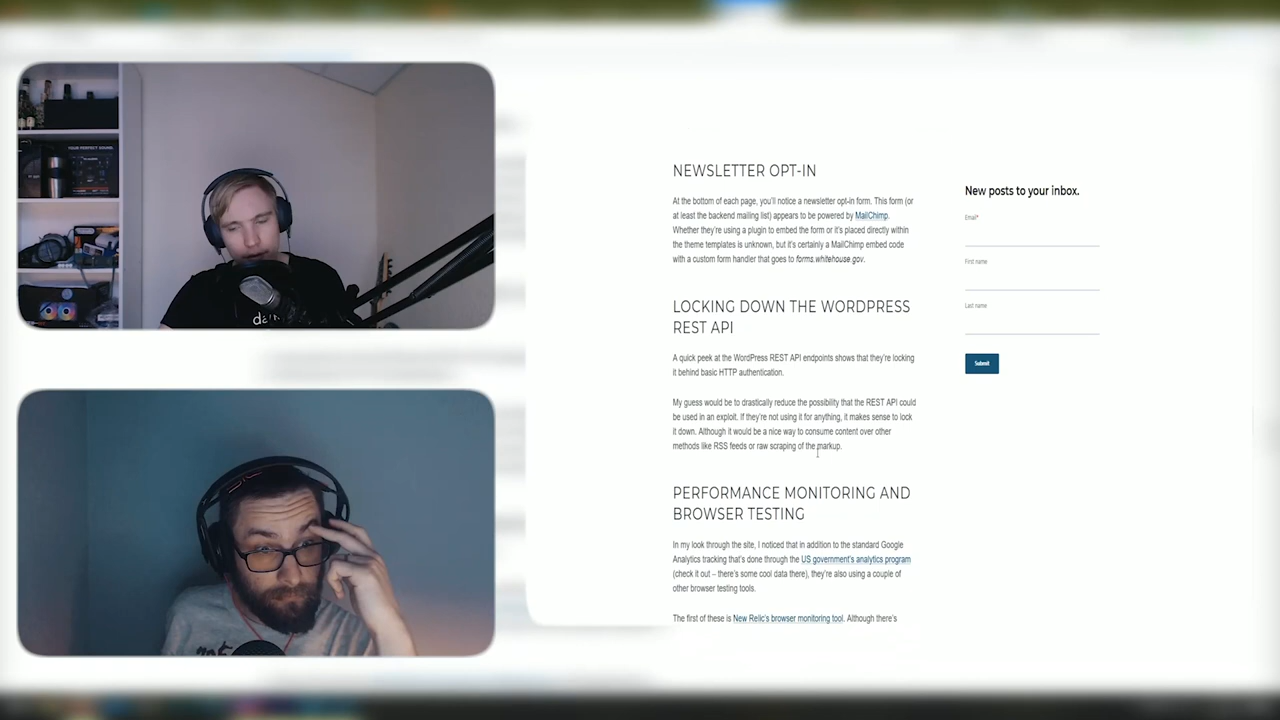 NEWSLETTER OPT-IN
At the bottom of each page, you'll notice a newsletter opt-in form. This form (or
at least the backend mailing list) appears to be powered by MailChimp.
Whether they're using a plugin to embed the form or it's placed directly within
the theme templates is unknown, but it's certainly a MailChimp embed code
with a custom form handler that goes to forms.whitehouse.gov.
LOCKING DOWN THE WORDPRESS
REST API
A quick peek at the WordPress REST API endpoints shows that they're locking
it behind basic HTTP authentication.
My guess would be to drastically reduce the possibility that the REST API could
be used in an exploit. If they're not using it for anything, it makes sense to lock
it down. Although it would be a nice way to consume content over other
methods like RSS feeds or raw scraping of the markup.
PERFORMANCE MONITORING AND
BROWSER TESTING
In my look through the site, I noticed that in addition to the standard Google
Analytics tracking that's done through the US government's analytics program
(check it out – there's some cool data there), they're also using a couple of
other browser testing tools.
The first of these is New Relic's browser monitoring tool. Although there's
New posts to your inbox.
Email*
First name
Last name
Submit
YOUR PERFECT SOUND.